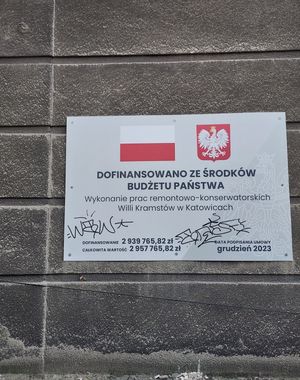 DOFINANSOWANO ZE ŚRODKÓW
BUDŻETU PAŃSTWA
Wykonanie prac remontowo-konserwatorskich
Willi Kramstów w Katowicach
DOFINANSOWANIE 2 939 765,82 zł
CAŁKOWITA WARTOŚĆ 2 957 765,82 zł
DATA PODPISANIA UMOWY
grudzień 2023